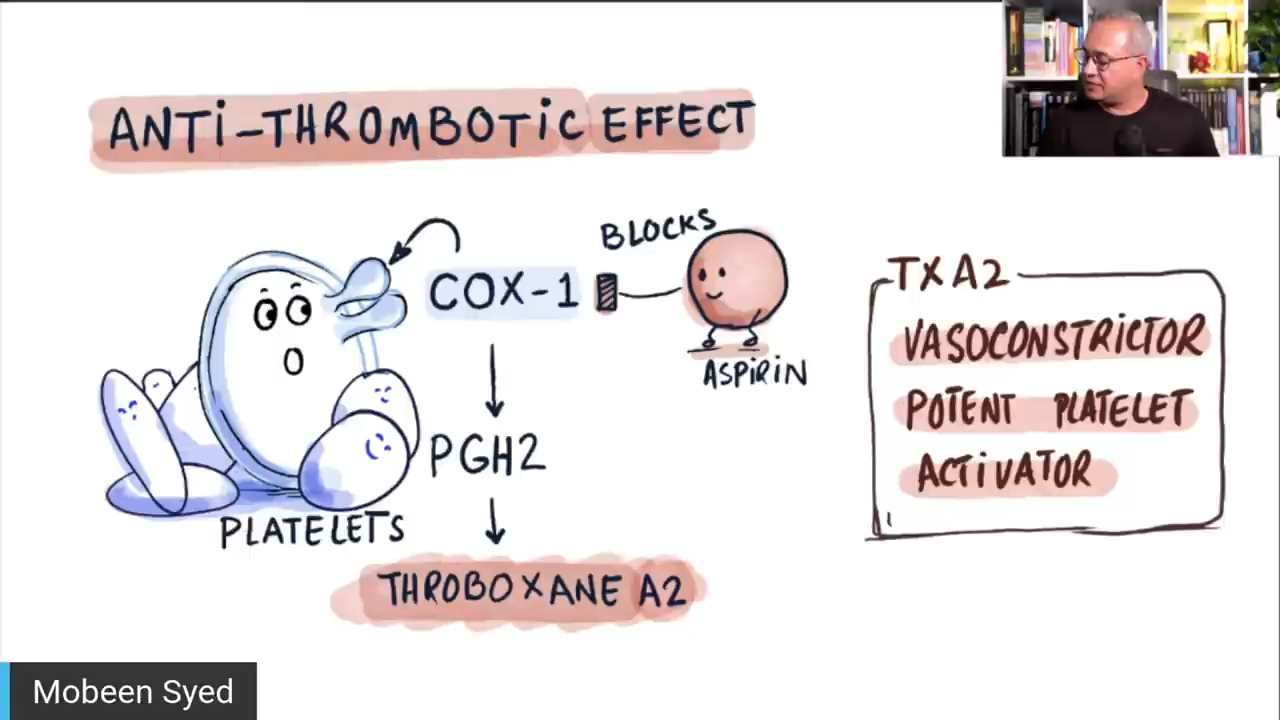 ANTI-THROMBOTIC EFFECT
BLOCKS
COX-1
ASPIRIN
PGH2
PLATELETS
THROBOXANE A2
TXA2
VASOCONSTRICTOR
POTENT PLATELET
ACTIVATOR
Mobeen Syed